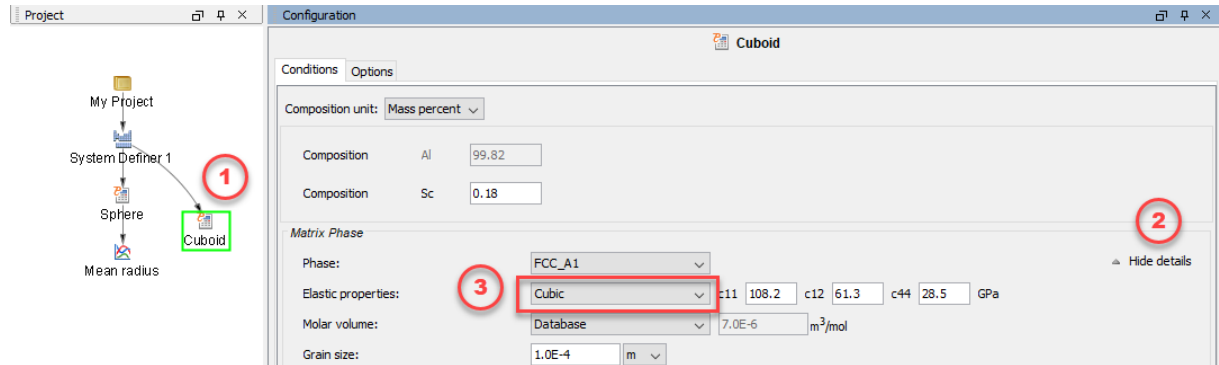 Project
Configuration
Cuboid
Conditions Options
My Project
System Definer 1
Sphere
Cuboid
Mean radius
1
Composition unit: Mass percent
Composition Al 99.82
Composition Sc 0.18
Matrix Phase
2
Phase: FCC_A1 Hide details
3
Elastic properties: Cubic c11 108.2 c12 61.3 c44 28.5 GPa
Molar volume: Database 7.0E-6 m³/mol
Grain size: 1.0E-4 m